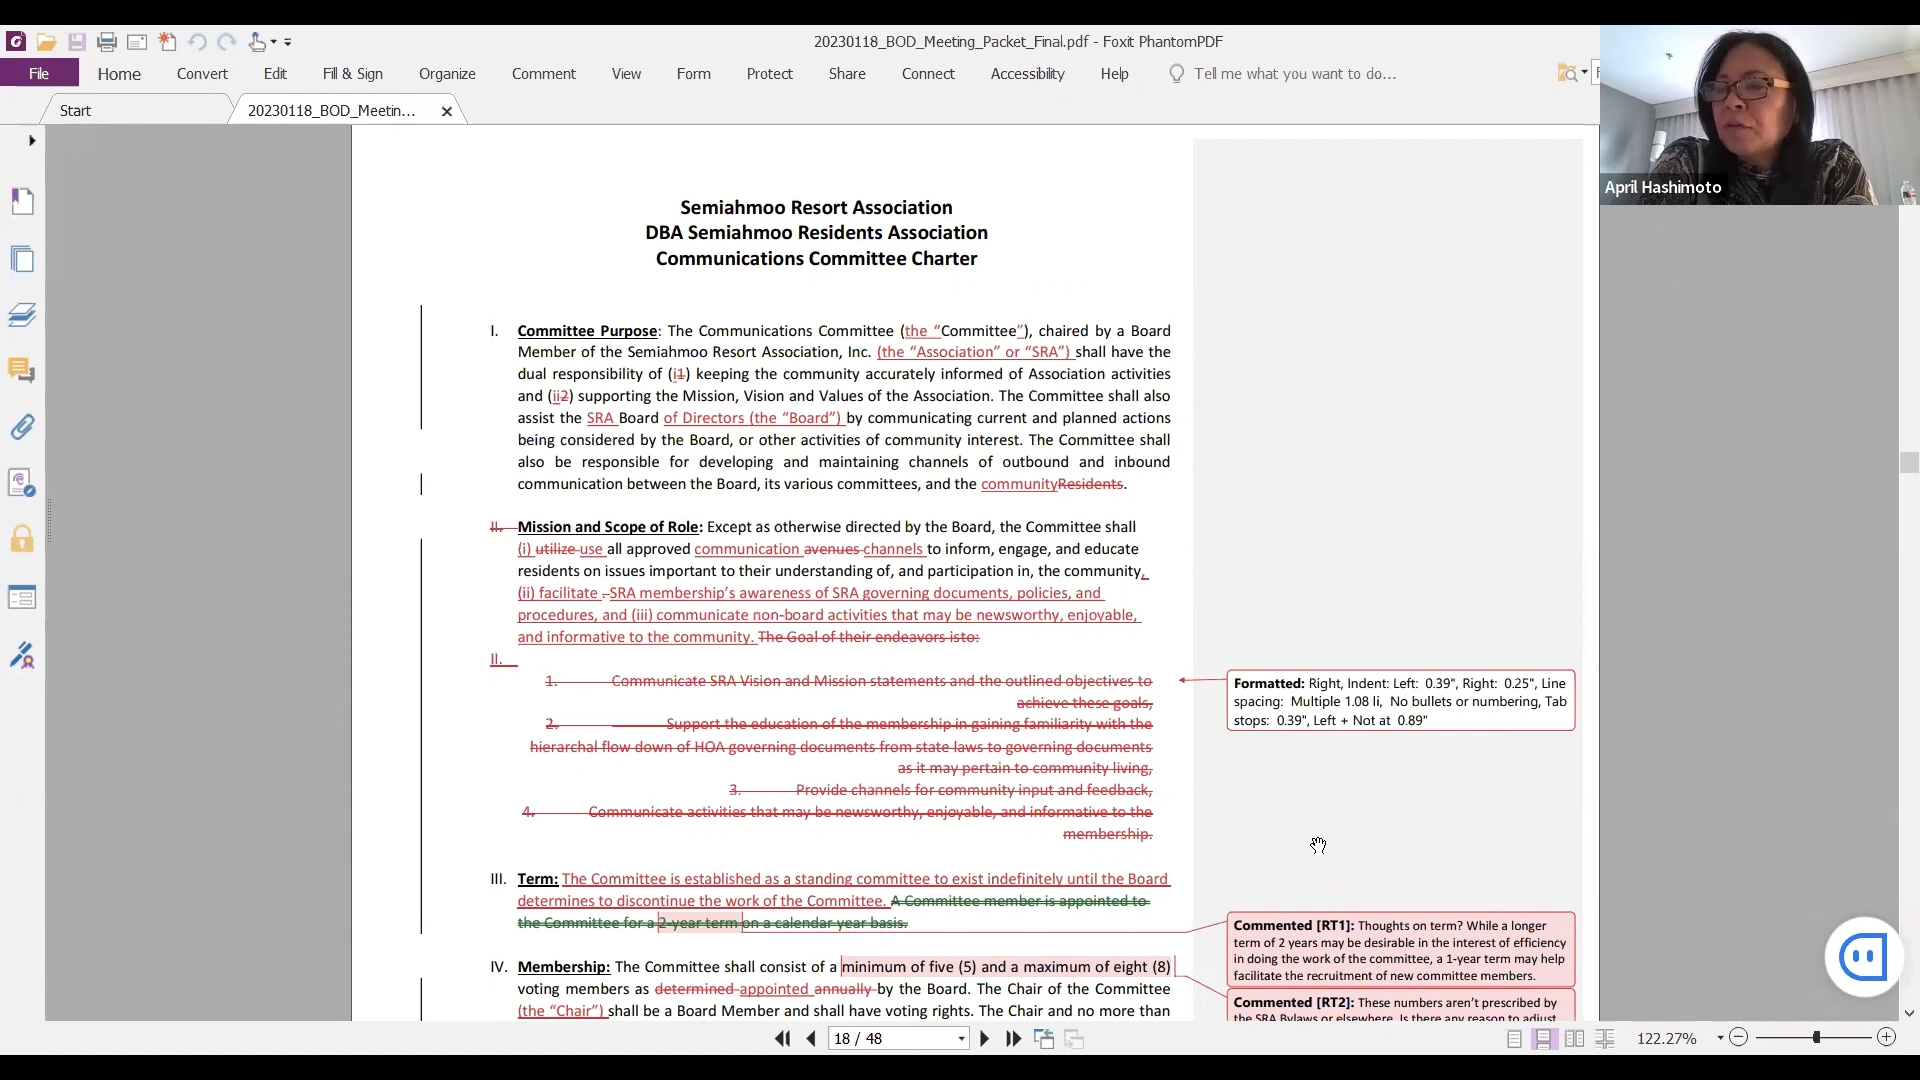 20230118_BOD_Meeting_Packet_Final.pdf - Foxit PhantomPDF
File Home Convert Edit Fill & Sign Organize Comment View Form Protect Share Connect Accessibility Help Tell me what you want to do...
Start 20230118_BOD_Meetin...
April Hashimoto
Semiahmoo Resort Association
DBA Semiahmoo Residents Association
Communications Committee Charter
I. Committee Purpose: The Communications Committee (the “Committee”), chaired by a Board
Member of the Semiahmoo Resort Association, Inc. (the “Association” or “SRA”) shall have the
dual responsibility of (i1) keeping the community accurately informed of Association activities
and (ii2) supporting the Mission, Vision and Values of the Association. The Committee shall also
assist the SRA Board of Directors (the “Board”) by communicating current and planned actions
being considered by the Board, or other activities of community interest. The Committee shall
also be responsible for developing and maintaining channels of outbound and inbound
communication between the Board, its various committees, and the communityResidents.
II. Mission and Scope of Role: Except as otherwise directed by the Board, the Committee shall
(i) utilize use all approved communication avenues channels to inform, engage, and educate
residents on issues important to their understanding of, and participation in, the community,
(ii) facilitate .SRA membership’s awareness of SRA governing documents, policies, and
procedures, and (iii) communicate non-board activities that may be newsworthy, enjoyable,
and informative to the community. The Goal of their endeavors isto:
II.
1. Communicate SRA Vision and Mission statements and the outlined objectives to
achieve these goals,
2. Support the education of the membership in gaining familiarity with the
hierarchal flow down of HOA governing documents from state laws to governing documents
as it may pertain to community living,
3. Provide channels for community input and feedback,
4. Communicate activities that may be newsworthy, enjoyable, and informative to the
membership.
Formatted: Right, Indent: Left: 0.39", Right: 0.25", Line
spacing: Multiple 1.08 li, No bullets or numbering, Tab
stops: 0.39", Left + Not at 0.89"
III. Term: The Committee is established as a standing committee to exist indefinitely until the Board
determines to discontinue the work of the Committee. A Committee member is appointed to
the Committee for a 2-year term on a calendar year basis.
Commented [RT1]: Thoughts on term? While a longer
term of 2 years may be desirable in the interest of efficiency
in doing the work of the committee, a 1-year term may help
facilitate the recruitment of new committee members.
IV. Membership: The Committee shall consist of a minimum of five (5) and a maximum of eight (8)
voting members as determined appointed annually by the Board. The Chair of the Committee
(the “Chair”) shall be a Board Member and shall have voting rights. The Chair and no more than
Commented [RT2]: These numbers aren’t prescribed by
the SRA Bylaws or elsewhere. Is there any reason to adjust
18 / 48
122.27%